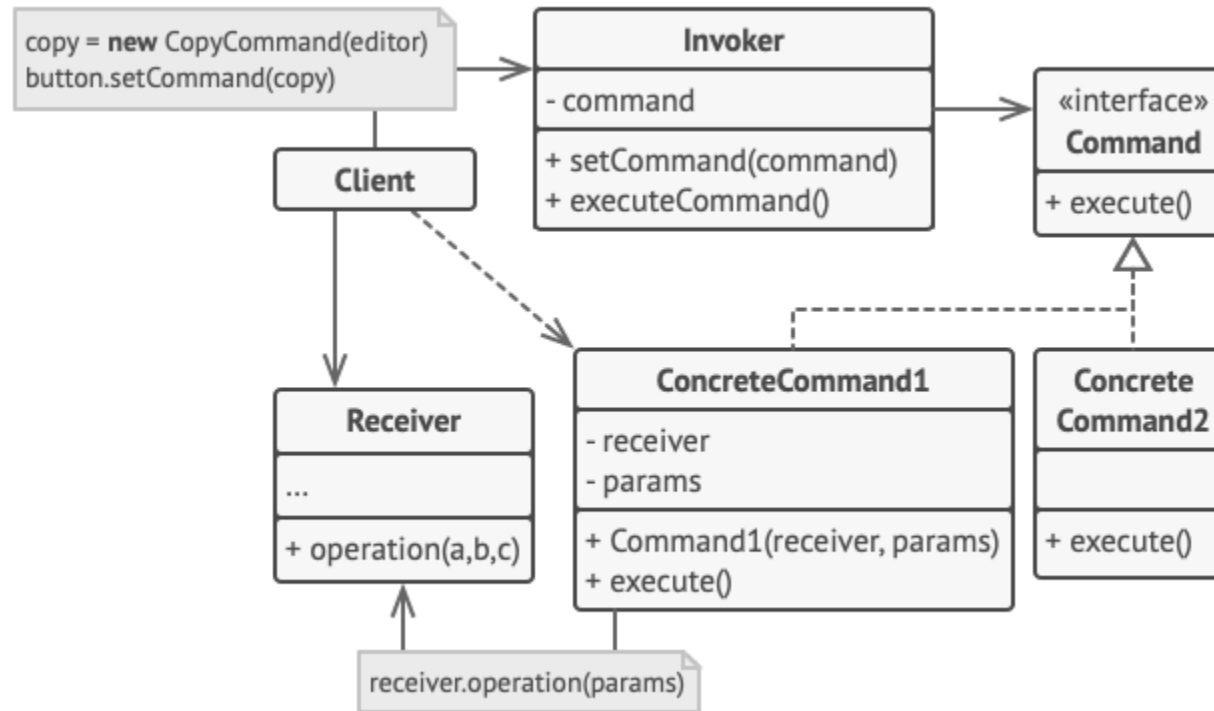 copy = new CopyCommand(editor)
button.setCommand(copy)
Client
Invoker
- command
+ setCommand(command)
+ executeCommand()
«interface»
Command
+ execute()
Receiver
...
+ operation(a,b,c)
ConcreteCommand1
- receiver
- params
+ Command1(receiver, params)
+ execute()
Concrete
Command2
+ execute()
receiver.operation(params)